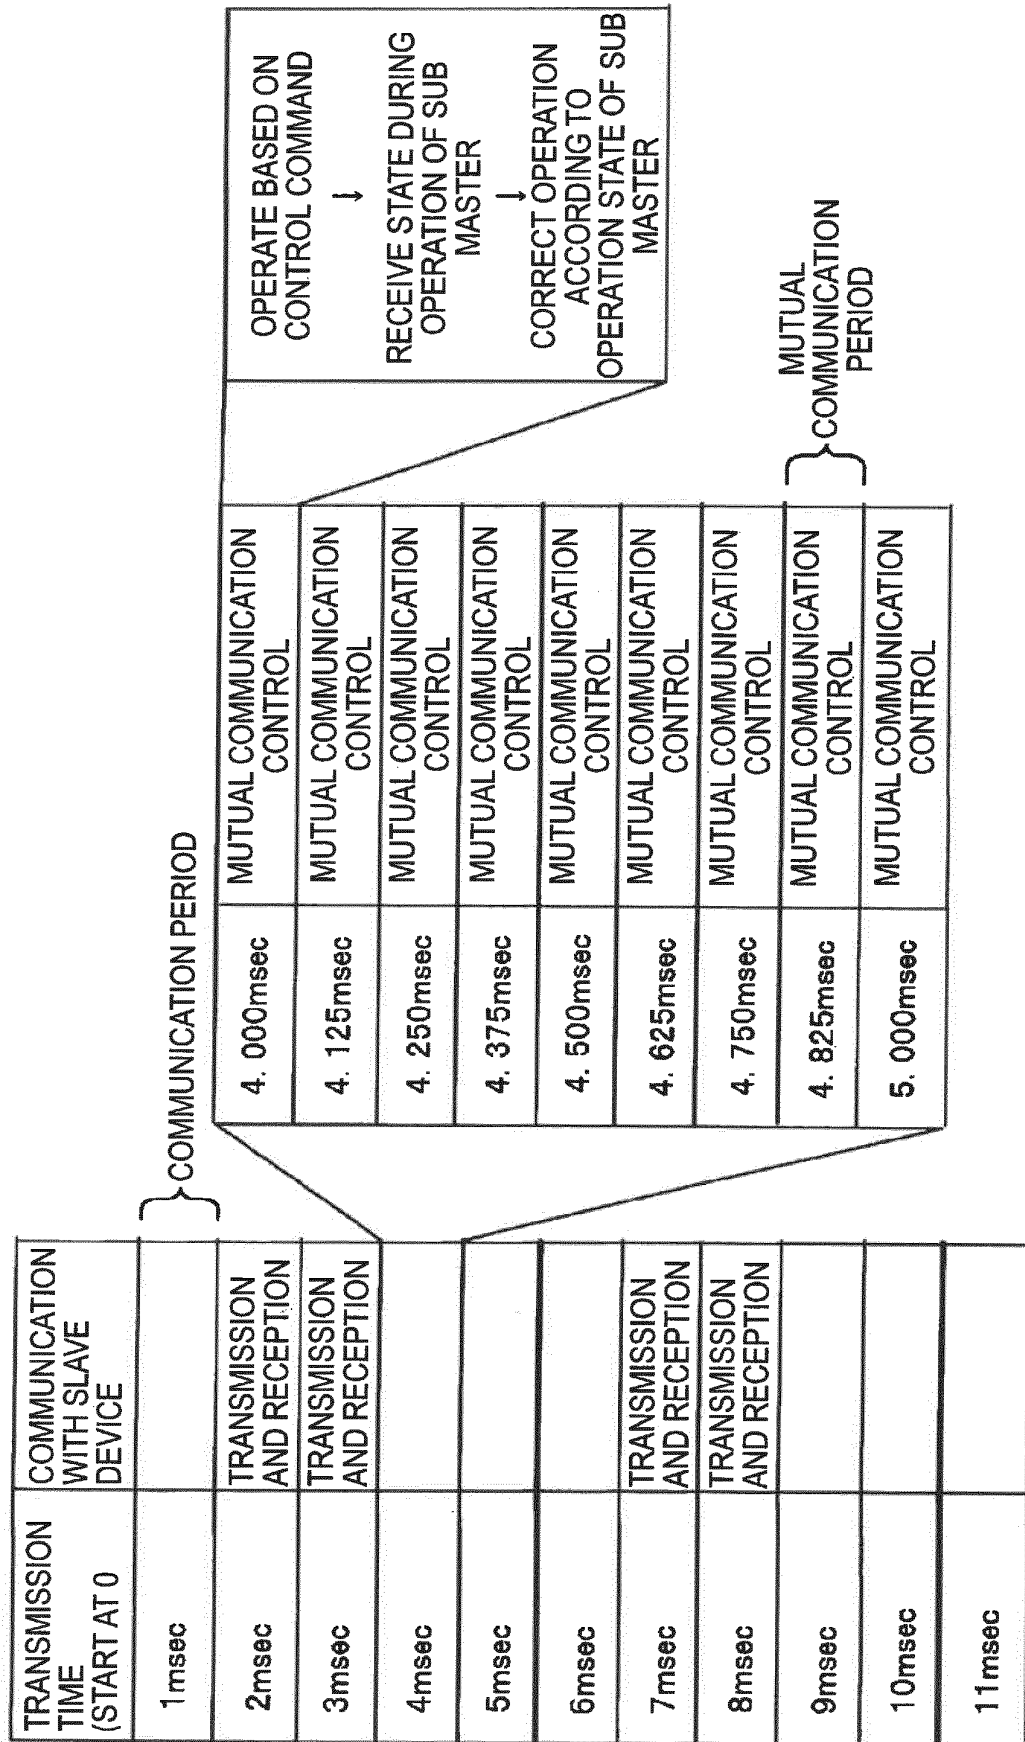 TRANSMISSION
TIME
(START AT 0
COMMUNICATION
WITH SLAVE
DEVICE
1msec
2msec
TRANSMISSION
AND RECEPTION
3msec
TRANSMISSION
AND RECEPTION
4msec
5msec
6msec
7msec
TRANSMISSION
AND RECEPTION
8msec
TRANSMISSION
AND RECEPTION
9msec
10msec
11msec
COMMUNICATION PERIOD
4. 000msec
MUTUAL COMMUNICATION
CONTROL
4. 125msec
MUTUAL COMMUNICATION
CONTROL
4. 250msec
MUTUAL COMMUNICATION
CONTROL
4. 375msec
MUTUAL COMMUNICATION
CONTROL
4. 500msec
MUTUAL COMMUNICATION
CONTROL
4. 625msec
MUTUAL COMMUNICATION
CONTROL
4. 750msec
MUTUAL COMMUNICATION
CONTROL
4. 825msec
MUTUAL COMMUNICATION
CONTROL
5. 000msec
MUTUAL COMMUNICATION
CONTROL
MUTUAL
COMMUNICATION
PERIOD
OPERATE BASED ON
CONTROL COMMAND
↓
RECEIVE STATE DURING
OPERATION OF SUB
MASTER
↓
CORRECT OPERATION
ACCORDING TO
OPERATION STATE OF SUB
MASTER